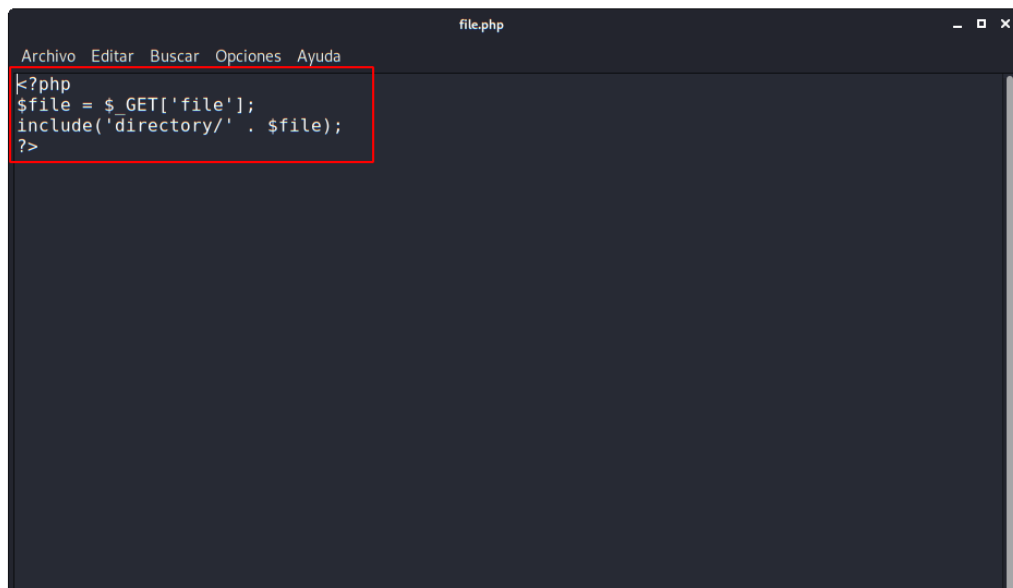 file.php
Archivo Editar Buscar Opciones Ayuda
<?php
$file = $_GET['file'];
include('directory/' . $file);
?>